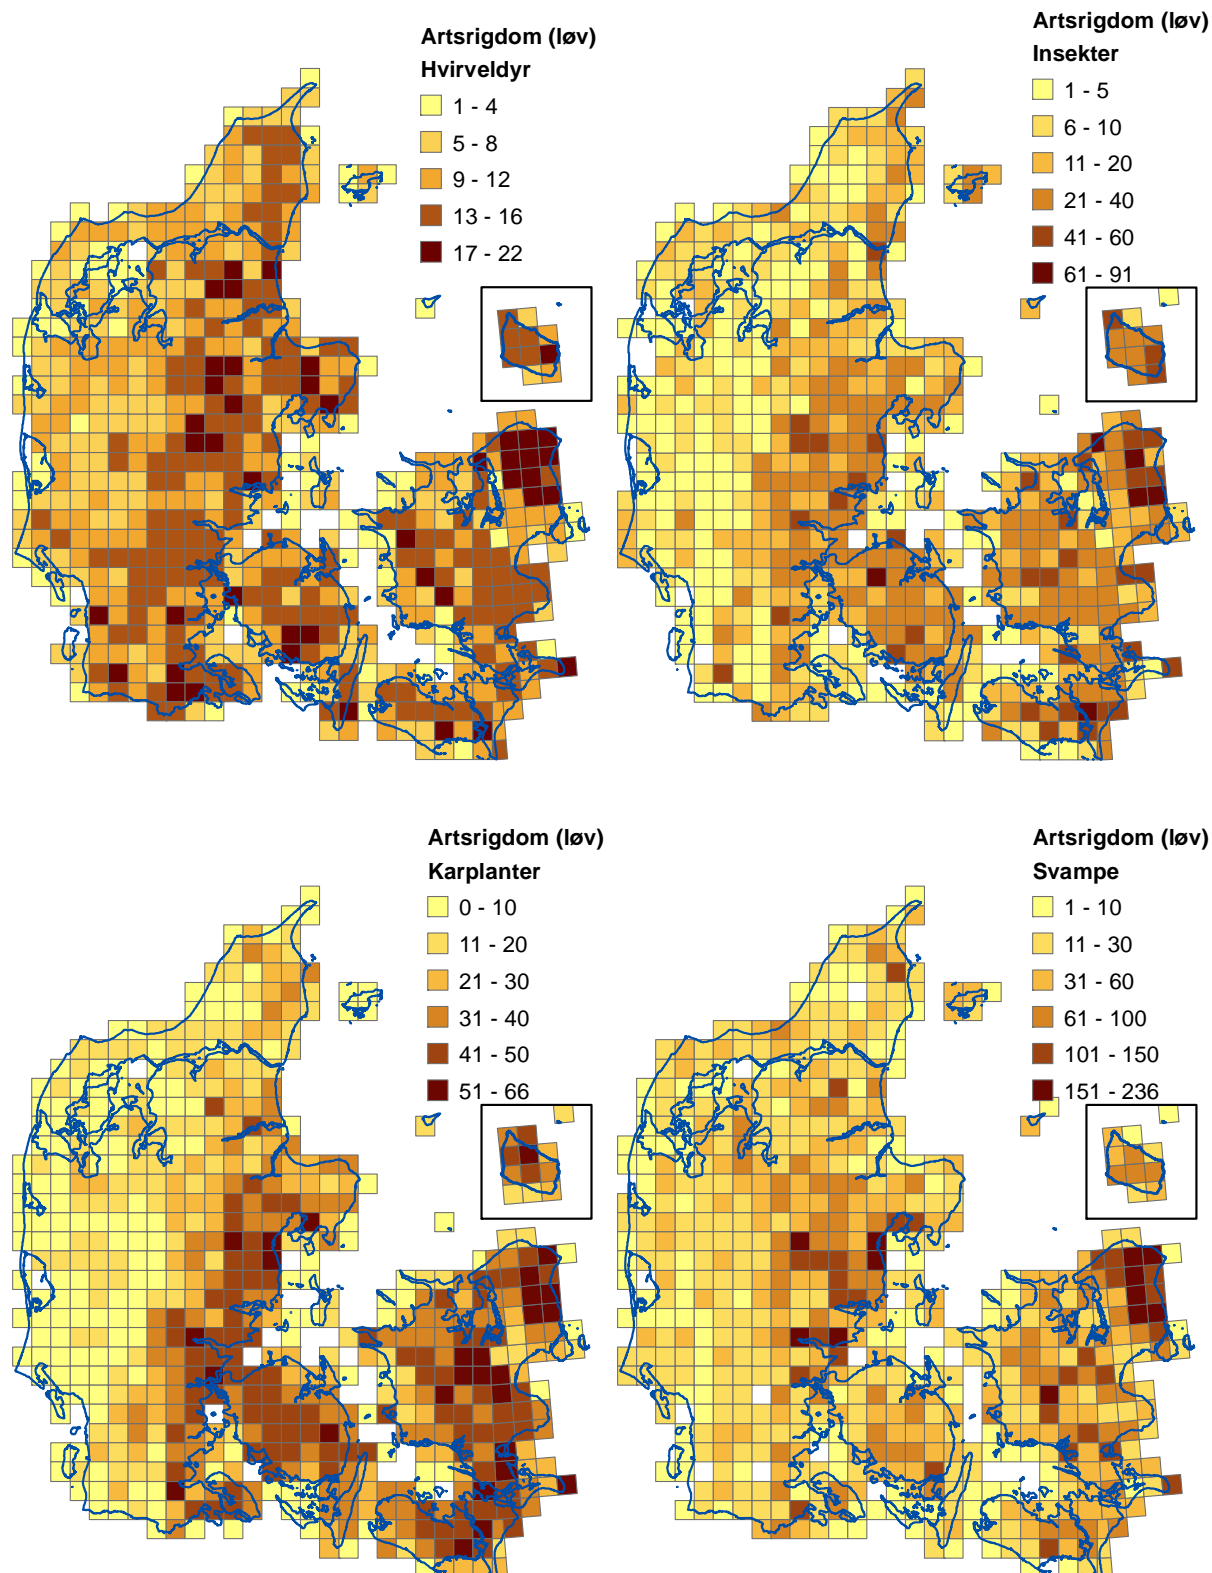 Artsrigdom (løv)
Hvirveldyr
1 - 4
5 - 8
9 - 12
13 - 16
17 - 22
Artsrigdom (løv)
Insekter
1 - 5
6 - 10
11 - 20
21 - 40
41 - 60
61 - 91
Artsrigdom (løv)
Karplanter
0 - 10
11 - 20
21 - 30
31 - 40
41 - 50
51 - 66
Artsrigdom (løv)
Svampe
1 - 10
11 - 30
31 - 60
61 - 100
101 - 150
151 - 236